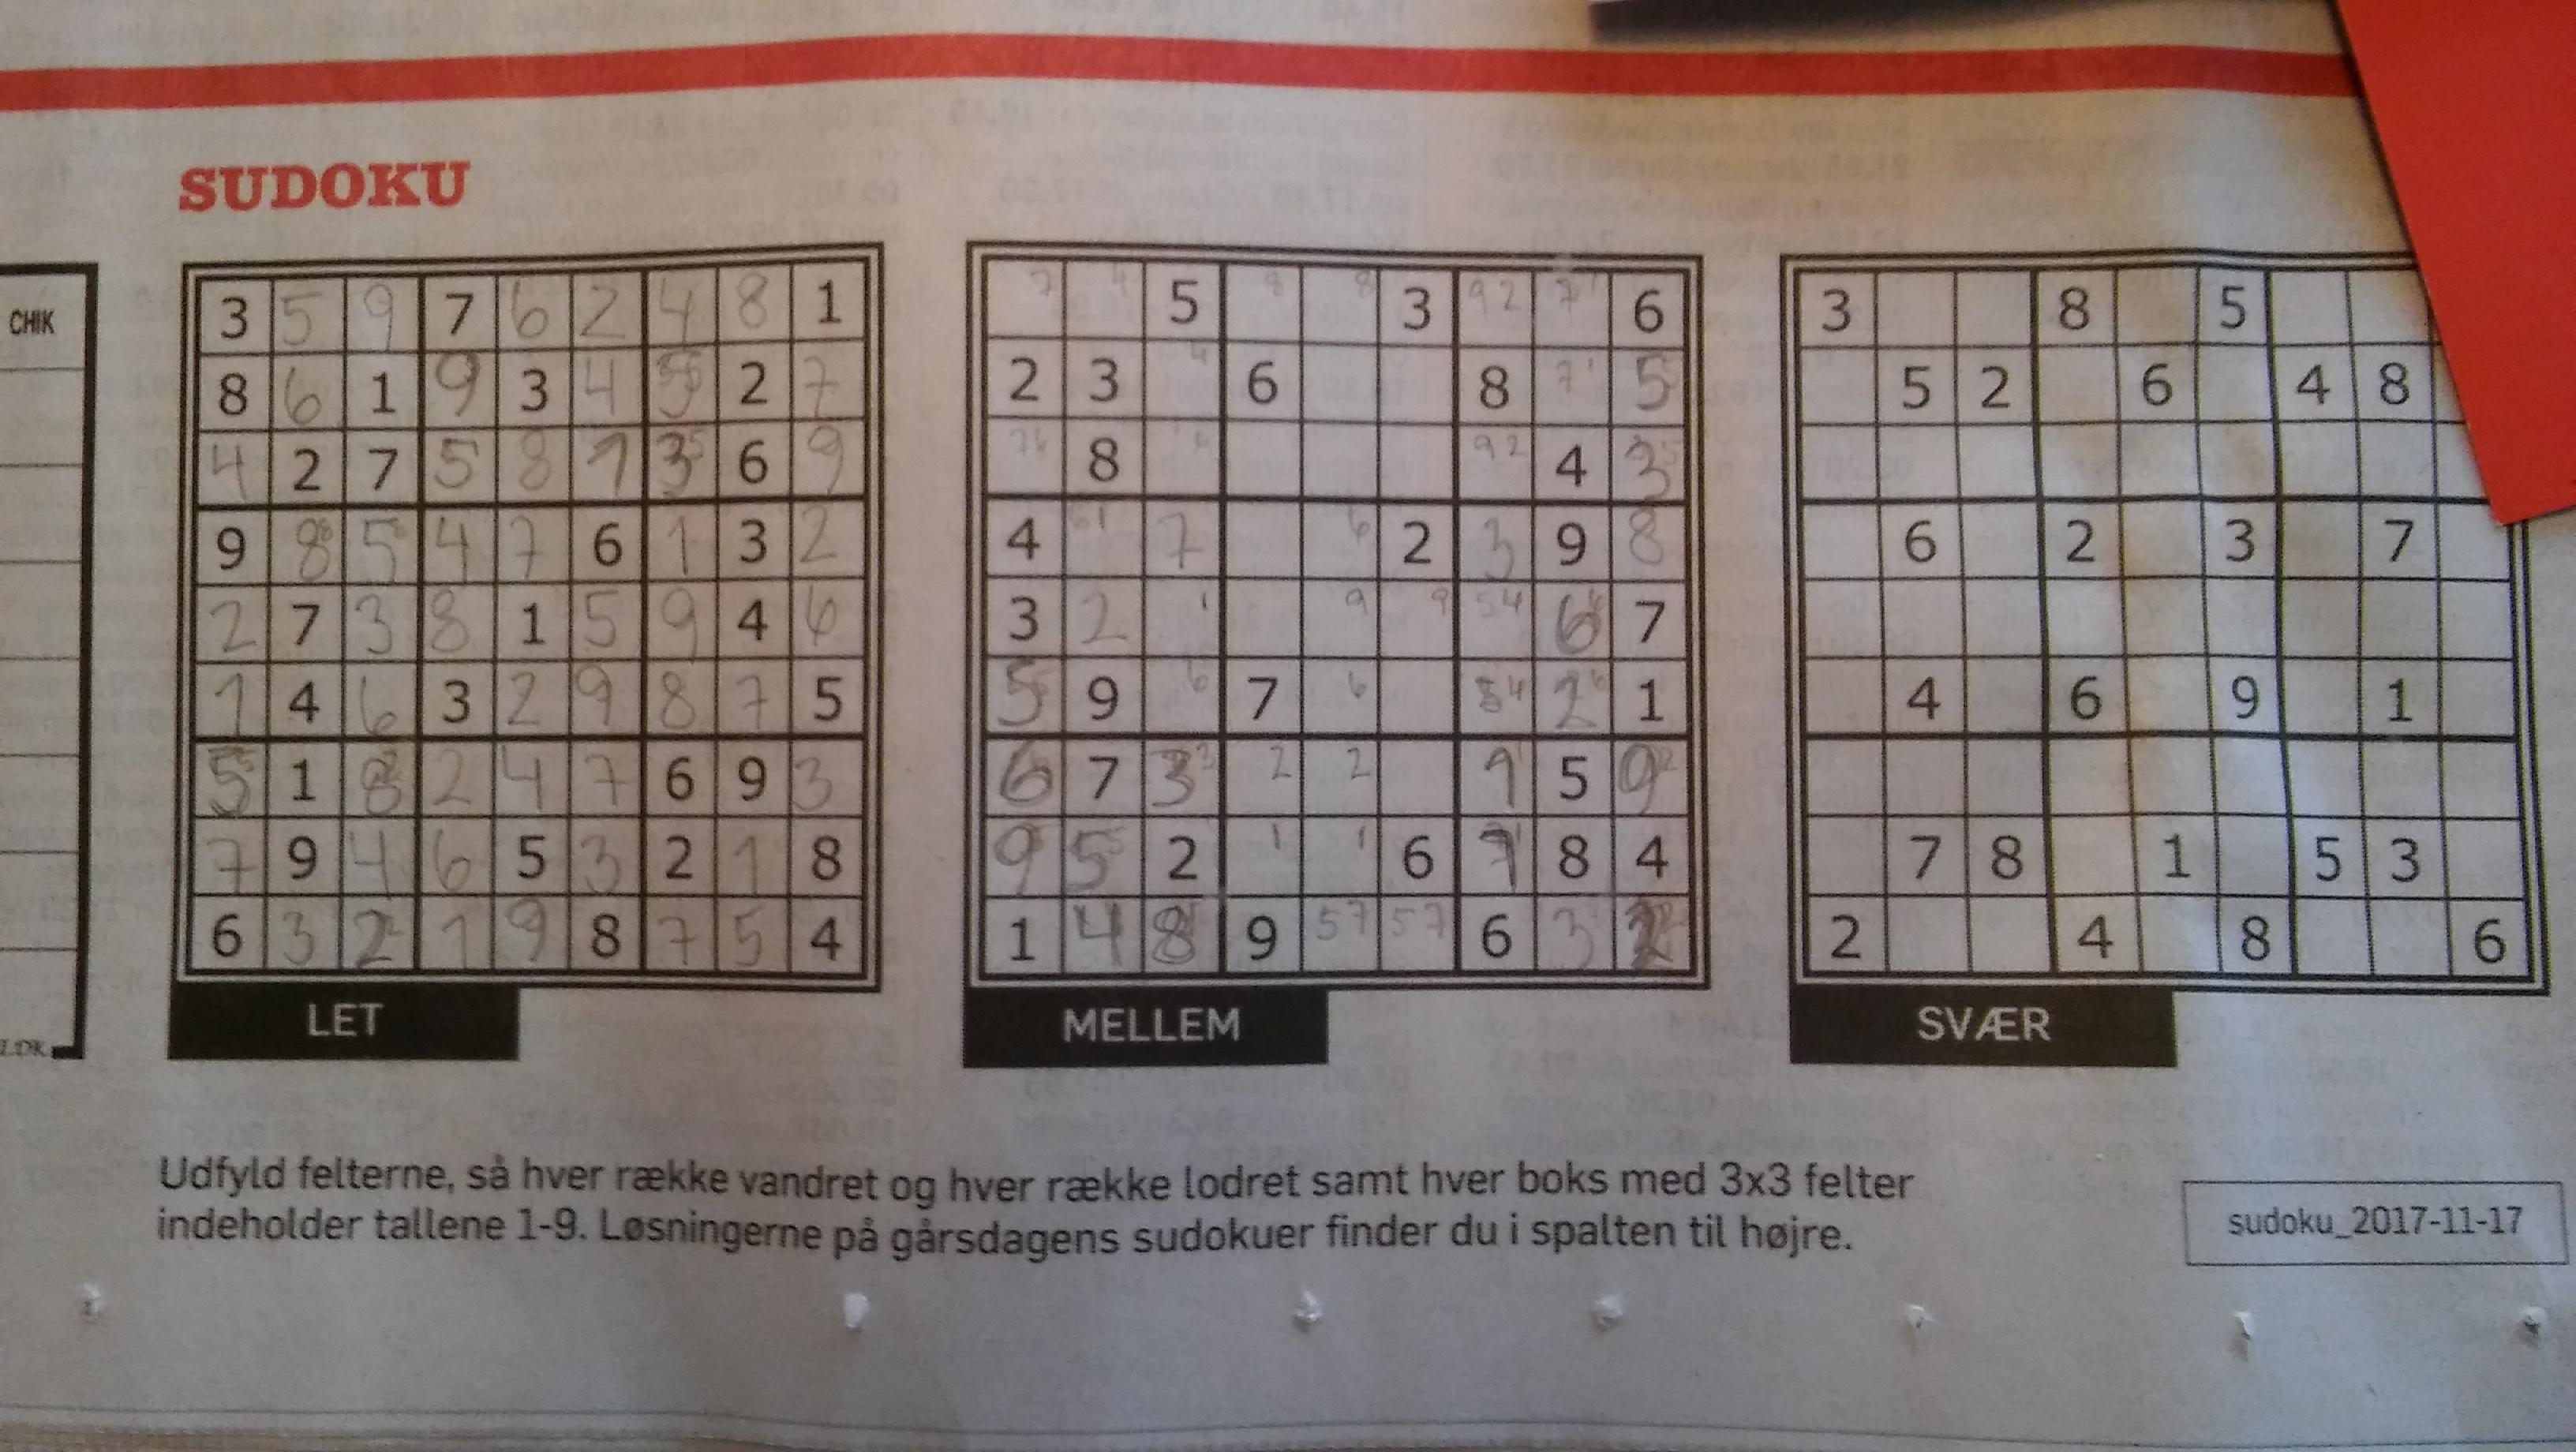 CHIK
SUDOKU
3 5 9 7 6 2 4 8 1
8 6 1 9 3 4 5 2 7
4 2 7 5 8 1 3 6 9
9 8 5 4 7 6 1 3 2
2 7 3 8 1 5 9 4 6
1 4 6 3 2 9 8 7 5
5 1 8 2 4 7 6 9 3
7 9 4 6 5 3 2 1 8
6 3 2 1 9 8 7 5 4
LET
5 3 6
2 3 6 8 5
8 4 3
4 7 2 3 9 8
3 2 6 7
5 9 7 2 1
6 7 3 1 5 9
9 5 2 6 8 4
1 4 8 9 6 3
MELLEM
3 8 5
5 2 6 4 8
6 2 3 7
4 6 9 1
7 8 1 5 3
2 4 8 6
SVÆR
Udfyld felterne, så hver række vandret og hver række lodret samt hver boks med 3x3 felter
indeholder tallene 1-9. Løsningerne på gårsdagens sudokuer finder du i spalten til højre.
sudoku_2017-11-17